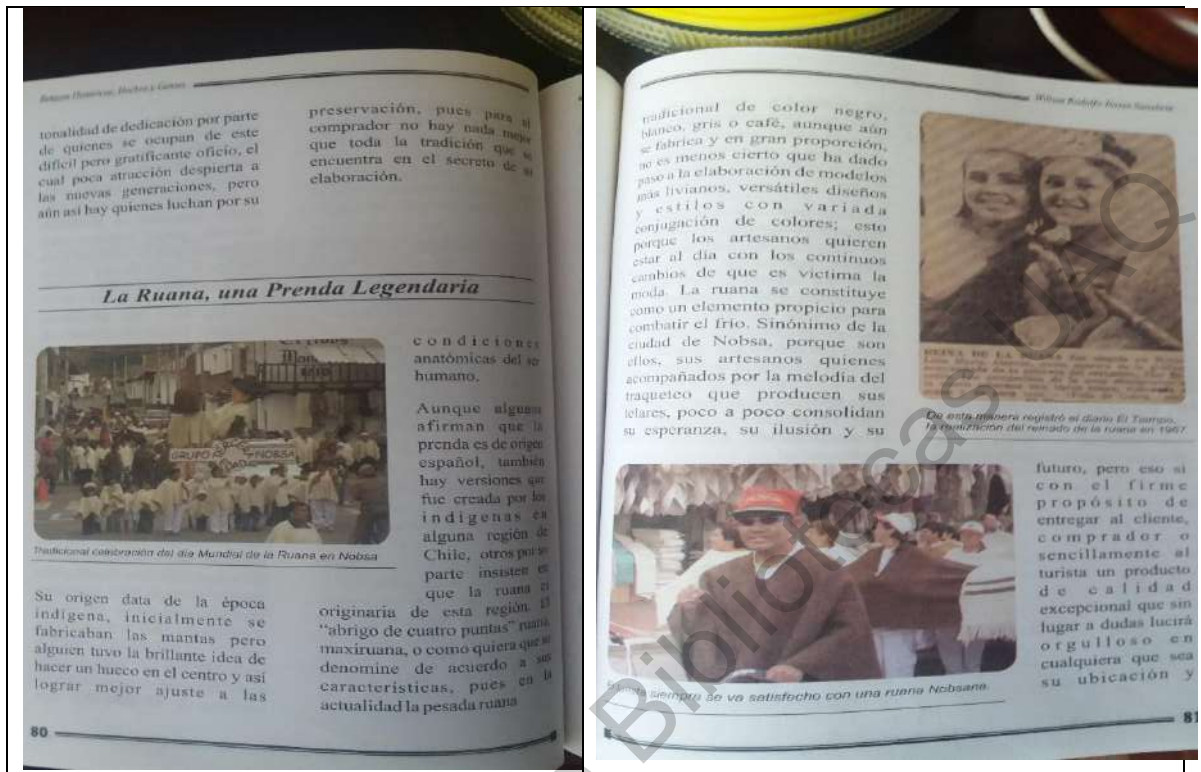 Retazos Históricos, Hechos y Gentes
tonalidad de dedicación por parte
de quienes se ocupan de este
difícil pero gratificante oficio, el
cual poca atracción despierta a
las nuevas generaciones, pero
aún así hay quienes luchan por su
preservación, pues para el
comprador no hay nada mejor
que toda la tradición que se
encuentra en el secreto de su
elaboración.
La Ruana, una Prenda Legendaria
GRUPO NOBSA
Tradicional celebración del día Mundial de la Ruana en Nobsa
Su origen data de la época
indígena, inicialmente se
fabricaban las mantas pero
alguien tuvo la brillante idea de
hacer un hueco en el centro y así
lograr mejor ajuste a las
condiciones
anatómicas del ser
humano.
Aunque algunos
afirman que la
prenda es de origen
español, también
hay versiones que
fue creada por los
indígenas en
alguna región de
Chile, otros por su
parte insisten en
que la ruana es
originaria de esta región. El
"abrigo de cuatro puntas" ruana,
maxiruana, o como quiera que se
denomine de acuerdo a sus
características, pues en la
actualidad la pesada ruana
80
Wilson Rodolfo
tradicional de color negro,
blanco, gris o café, aunque aún
se fabrica y en gran proporción,
no es menos cierto que ha dado
paso a la elaboración de modelos
más livianos, versátiles diseños
y estilos con variada
conjugación de colores; esto
porque los artesanos quieren
estar al día con los continuos
cambios de que es víctima la
moda. La ruana se constituye
como un elemento propicio para
combatir el frío. Sinónimo de la
ciudad de Nobsa, porque son
ellos, sus artesanos quienes
acompañados por la melodía del
traqueteo que producen sus
telares, poco a poco consolidan
su esperanza, su ilusión y su
REINA DE LA
De esta manera registró el diario El Tiempo,
la realización del reinado de la ruana en 1967
siempre se va satisfecho con una ruana Nobsana.
futuro, pero eso si
con el firme
propósito de
entregar al cliente,
comprador o
sencillamente al
turista un producto
de calidad
excepcional que sin
lugar a dudas lucirá
orgulloso en
cualquiera que sea
su ubicación y
81
Bibliotecas UAQ